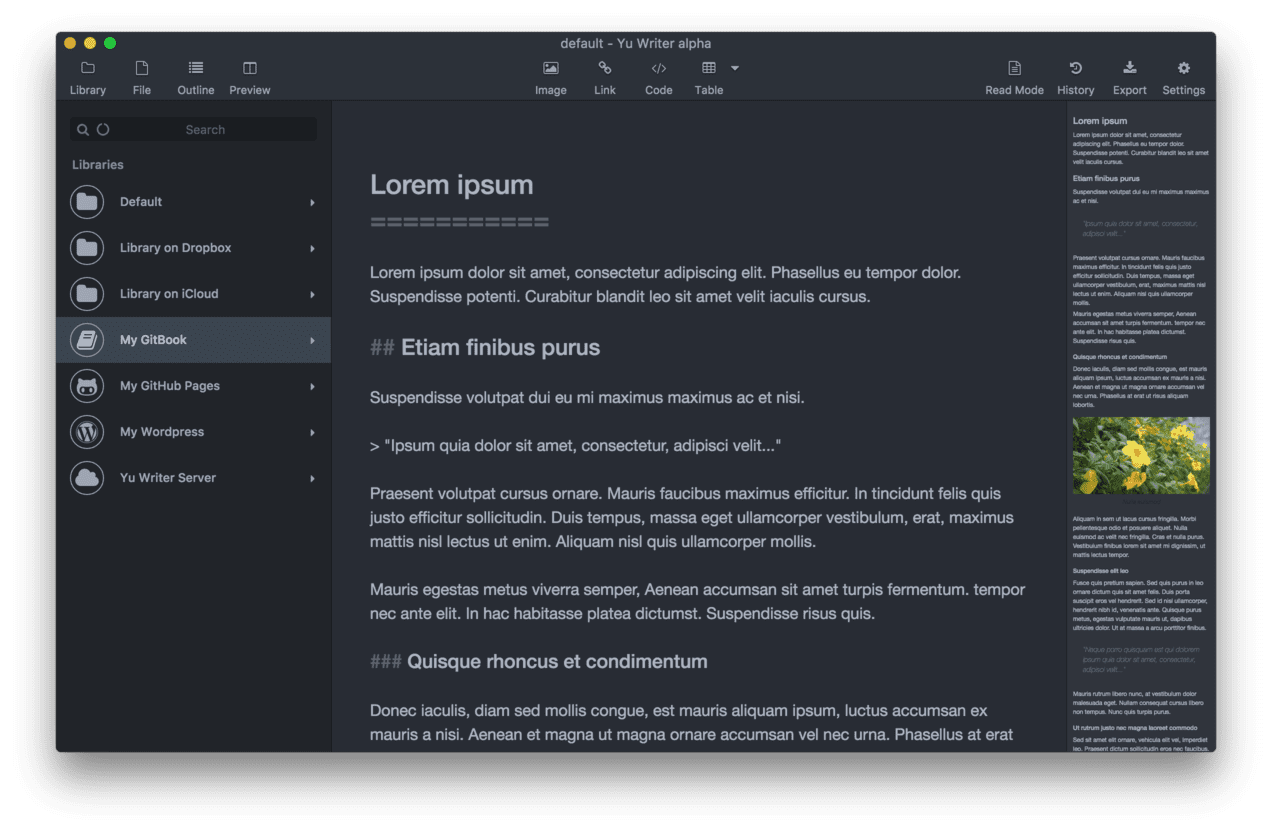 default - Yu Writer alpha
Library File Outline Preview Image Link Code Table Read Mode History Export Settings
Search
Libraries
Default
Library on Dropbox
Library on iCloud
My GitBook
My GitHub Pages
My Wordpress
Yu Writer Server
Lorem ipsum
===========
Lorem ipsum dolor sit amet, consectetur adipiscing elit. Phasellus eu tempor dolor.
Suspendisse potenti. Curabitur blandit leo sit amet velit iaculis cursus.
## Etiam finibus purus
Suspendisse volutpat dui eu mi maximus maximus ac et nisi.
> "Ipsum quia dolor sit amet, consectetur, adipisci velit..."
Praesent volutpat cursus ornare. Mauris faucibus maximus efficitur. In tincidunt felis quis
justo efficitur sollicitudin. Duis tempus, massa eget ullamcorper vestibulum, erat, maximus
mattis nisl lectus ut enim. Aliquam nisl quis ullamcorper mollis.
Mauris egestas metus viverra semper, Aenean accumsan sit amet turpis fermentum. tempor
nec ante elit. In hac habitasse platea dictumst. Suspendisse risus quis.
### Quisque rhoncus et condimentum
Donec iaculis, diam sed mollis congue, est mauris aliquam ipsum, luctus accumsan ex
mauris a nisi. Aenean et magna ut magna ornare accumsan vel nec urna. Phasellus at erat
Lorem ipsum
Lorem ipsum dolor sit amet, consectetur
adipiscing elit. Phasellus eu tempor dolor.
Suspendisse potenti. Curabitur blandit leo sit amet
velit iaculis cursus.
Etiam finibus purus
Suspendisse volutpat dui eu mi maximus maximus
ac et nisi.
"Ipsum quia dolor sit amet, consectetur,
adipisci velit..."
Praesent volutpat cursus ornare. Mauris faucibus
maximus efficitur. In tincidunt felis quis justo
efficitur sollicitudin. Duis tempus, massa eget
ullamcorper vestibulum, erat, maximus mattis nisl
lectus ut enim. Aliquam nisl quis ullamcorper
mollis.
Mauris egestas metus viverra semper, Aenean
accumsan sit amet turpis fermentum. tempor nec
ante elit. In hac habitasse platea dictumst.
Suspendisse risus quis.
Quisque rhoncus et condimentum
Donec iaculis, diam sed mollis congue, est mauris
aliquam ipsum, luctus accumsan ex mauris a nisi.
Aenean et magna ut magna ornare accumsan vel
nec urna. Phasellus at erat ut risus aliquam
lobortis.
Aliquam in sem ut lacus cursus fringilla. Morbi
pellentesque odio et posuere aliquet. Nulla
euismod ac velit nec fringilla. Cras et nulla purus.
Vestibulum finibus lorem sit amet mi dignissim, ut
mattis lectus tempor.
Suspendisse elit leo
Fusce quis pretium sapien. Sed quis purus in leo
ornare dictum quis sit amet felis. Duis porta
suscipit eros vel hendrerit. Sed id nisi ullamcorper,
hendrerit nibh id, venenatis ante. Quisque purus
metus, egestas vulputate mauris ut, dapibus
ultricies dolor. Ut at massa a arcu porttitor finibus.
"Neque porro quisquam est qui dolorem
ipsum quia dolor sit amet, consectetur,
adipisci velit..."
Mauris rutrum libero nunc, at vestibulum dolor
malesuada eget. Nullam consequat cursus libero
non tempus. Nunc quis turpis purus.
Ut rutrum justo nec magna laoreet commodo
Sed sit amet elit ornare, vehicula elit vel, imperdiet
leo. Praesent dictum sollicitudin eros nec faucibus.